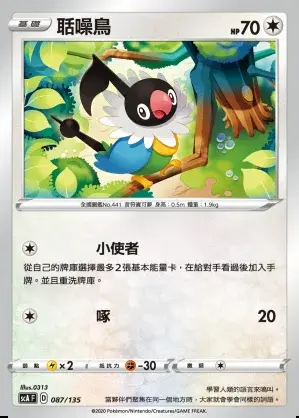 基礎 聒噪鳥 HP70
全國圖鑑No.441 音符寶可夢 身高：0.5m 體重：1.9kg
小使者
從自己的牌庫選擇最多2張基本能量卡，在給對手看過後加入手
牌。並且重洗牌庫。
啄 20
弱點 ×2 抵抗力 -30 撤退
Illus.0313
SCA F D 087/135
學習人類的語言來鳴叫。
當夥伴們聚集在同一個地方時，大家就會學會同樣的詞語。
©2020 Pokémon/Nintendo/Creatures/GAME FREAK.